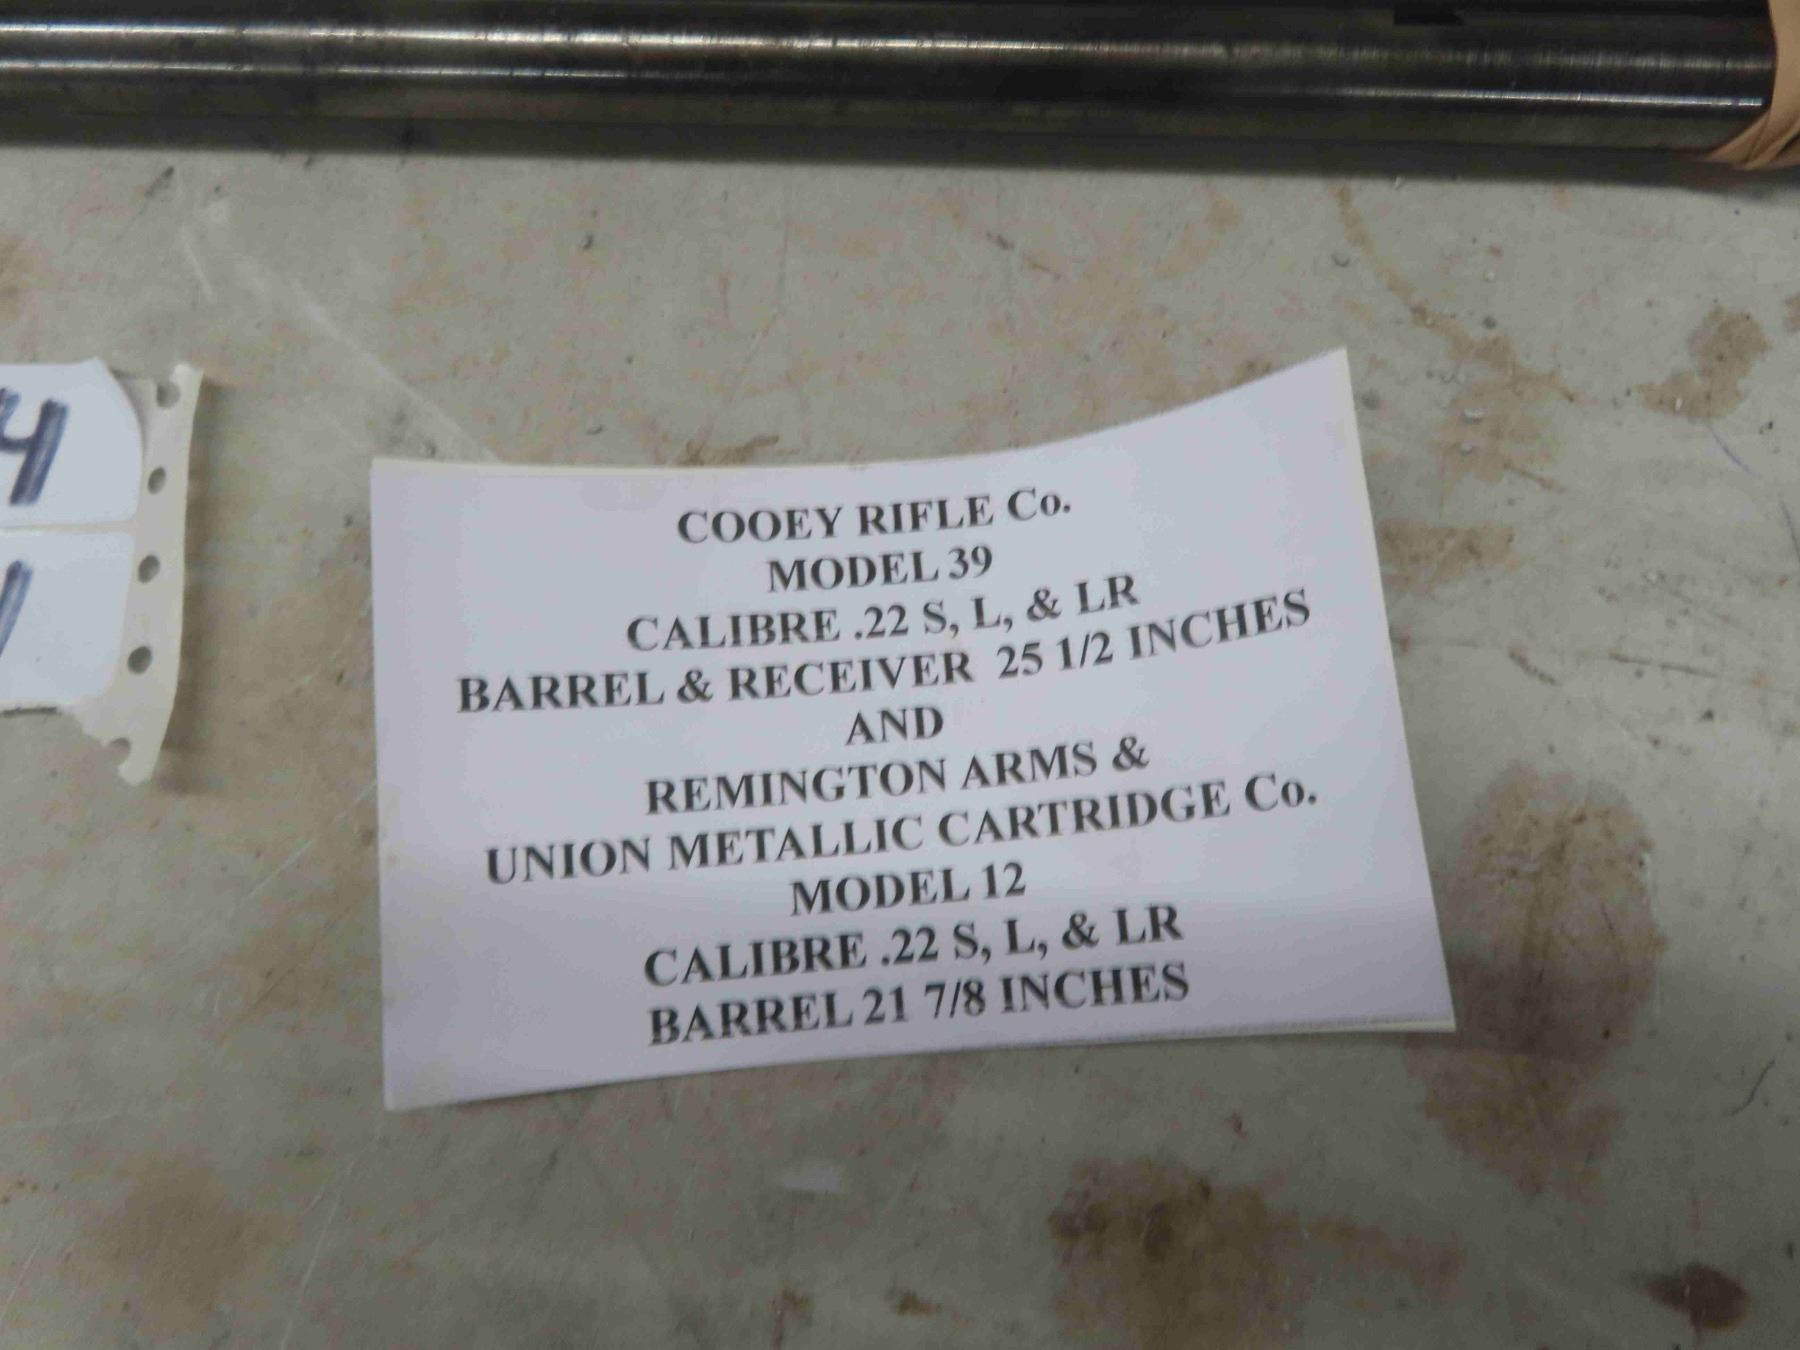 4
COOEY RIFLE Co.
MODEL 39
CALIBRE .22 S, L, & LR
BARREL & RECEIVER 25 1/2 INCHES
AND
REMINGTON ARMS &
UNION METALLIC CARTRIDGE Co.
MODEL 12
CALIBRE .22 S, L, & LR
BARREL 21 7/8 INCHES